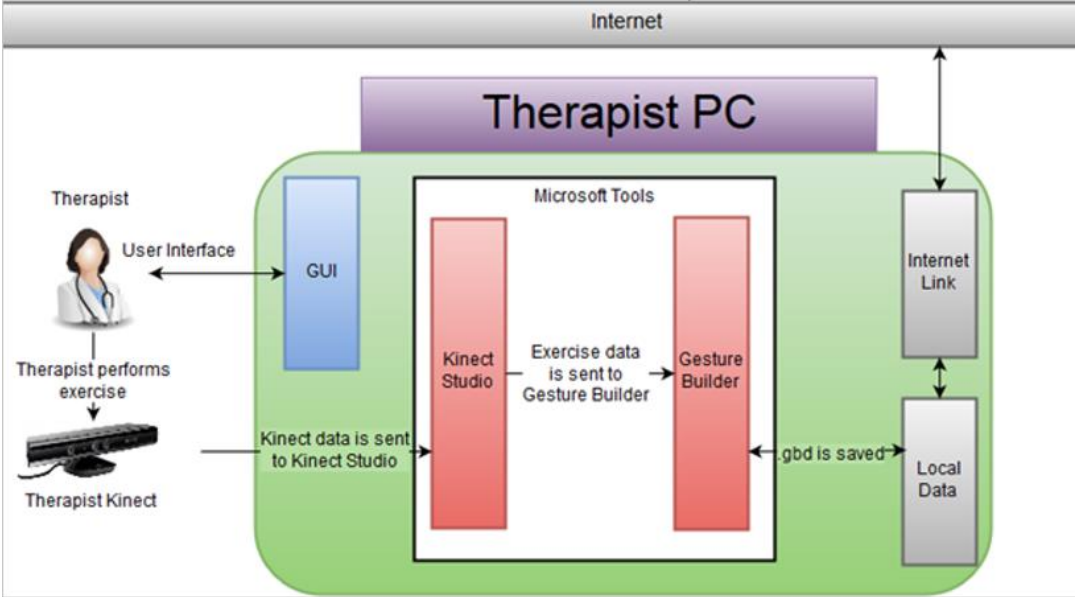 Internet
Therapist PC
Therapist
User Interface
GUI
Therapist performs
exercise
Therapist Kinect
Kinect data is sent
to Kinect Studio
Microsoft Tools
Kinect
Studio
Exercise data
is sent to
Gesture Builder
Gesture
Builder
.gbd is saved
Internet
Link
Local
Data